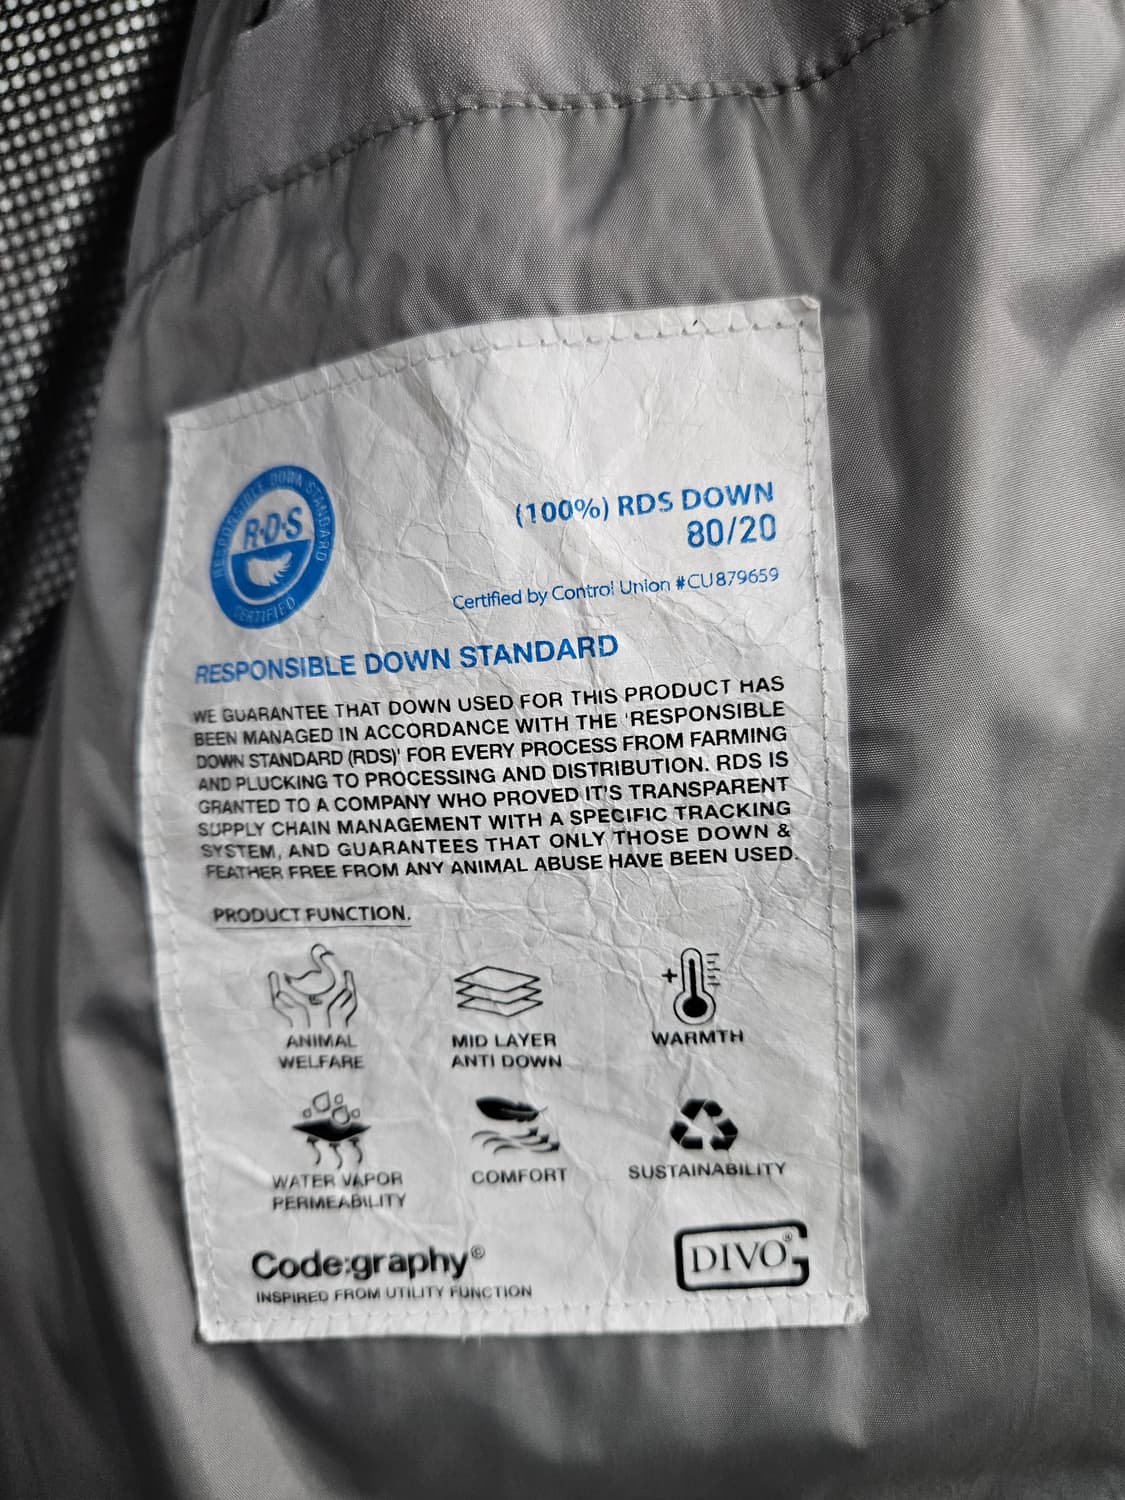 RESPONSIBLE DOWN STANDARD
R·D·S
CERTIFIED
(100%) RDS DOWN
80/20
Certified by Control Union #CU879659
RESPONSIBLE DOWN STANDARD
WE GUARANTEE THAT DOWN USED FOR THIS PRODUCT HAS
BEEN MANAGED IN ACCORDANCE WITH THE 'RESPONSIBLE
DOWN STANDARD (RDS)' FOR EVERY PROCESS FROM FARMING
AND PLUCKING TO PROCESSING AND DISTRIBUTION. RDS IS
GRANTED TO A COMPANY WHO PROVED IT'S TRANSPARENT
SUPPLY CHAIN MANAGEMENT WITH A SPECIFIC TRACKING
SYSTEM, AND GUARANTEES THAT ONLY THOSE DOWN &
FEATHER FREE FROM ANY ANIMAL ABUSE HAVE BEEN USED.
PRODUCT FUNCTION.
ANIMAL
WELFARE
MID LAYER
ANTI DOWN
WARMTH
WATER VAPOR
PERMEABILITY
COMFORT
SUSTAINABILITY
Code:graphy©
INSPIRED FROM UTILITY FUNCTION
DIVO®